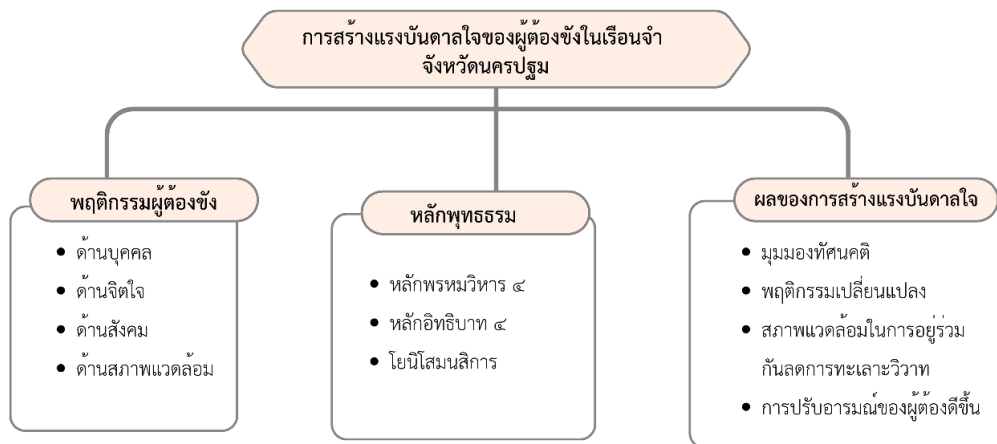 การสร้างแรงบันดาลใจของผู้ต้องขังในเรือนจำ
จังหวัดนครปฐม
พฤติกรรมผู้ต้องขัง
• ด้านบุคคล
• ด้านจิตใจ
• ด้านสังคม
• ด้านสภาพแวดล้อม
หลักพุทธธรรม
• หลักพรหมวิหาร ๔
• หลักอิทธิบาท ๔
• โยนิโสมนสิการ
ผลของการสร้างแรงบันดาลใจ
• มุมมองทัศนคติ
• พฤติกรรมเปลี่ยนแปลง
• สภาพแวดล้อมในการอยู่ร่วม
กันลดการทะเลาะวิวาท
• การปรับอารมณ์ของผู้ต้องดีขึ้น